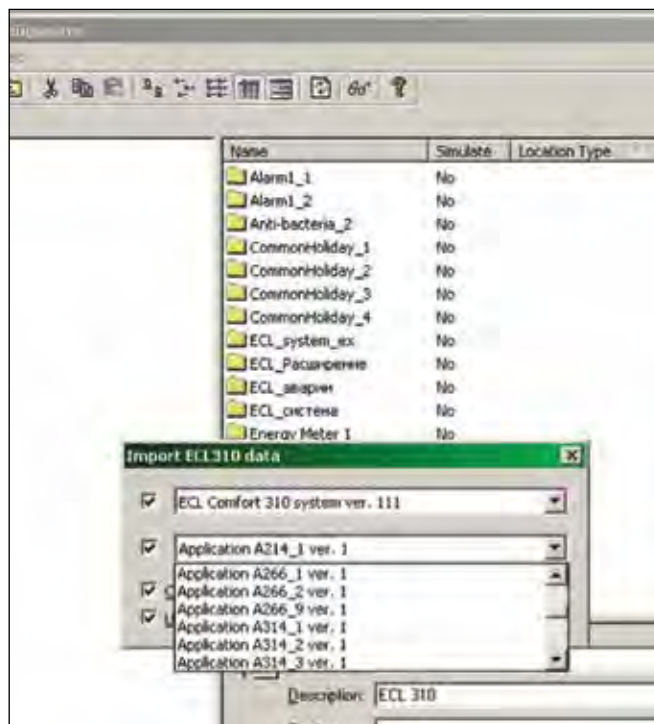 Name Simulate Location Type
Alarm1_1 No
Alarm1_2 No
Anti-bacteria_2 No
CommonHoliday_1 No
CommonHoliday_2 No
CommonHoliday_3 No
CommonHoliday_4 No
ECL_system_ex No
ECL_Расширение No
ECL_аварии No
ECL_система No
Energy Meter 1 No
Import ECL310 data
ECL Comfort 310 system ver. 111
Application A214_1 ver. 1
Application A266_1 ver. 1
Application A266_2 ver. 1
Application A266_9 ver. 1
Application A314_1 ver. 1
Application A314_2 ver. 1
Application A314_3 ver. 1
Description: ECL 310